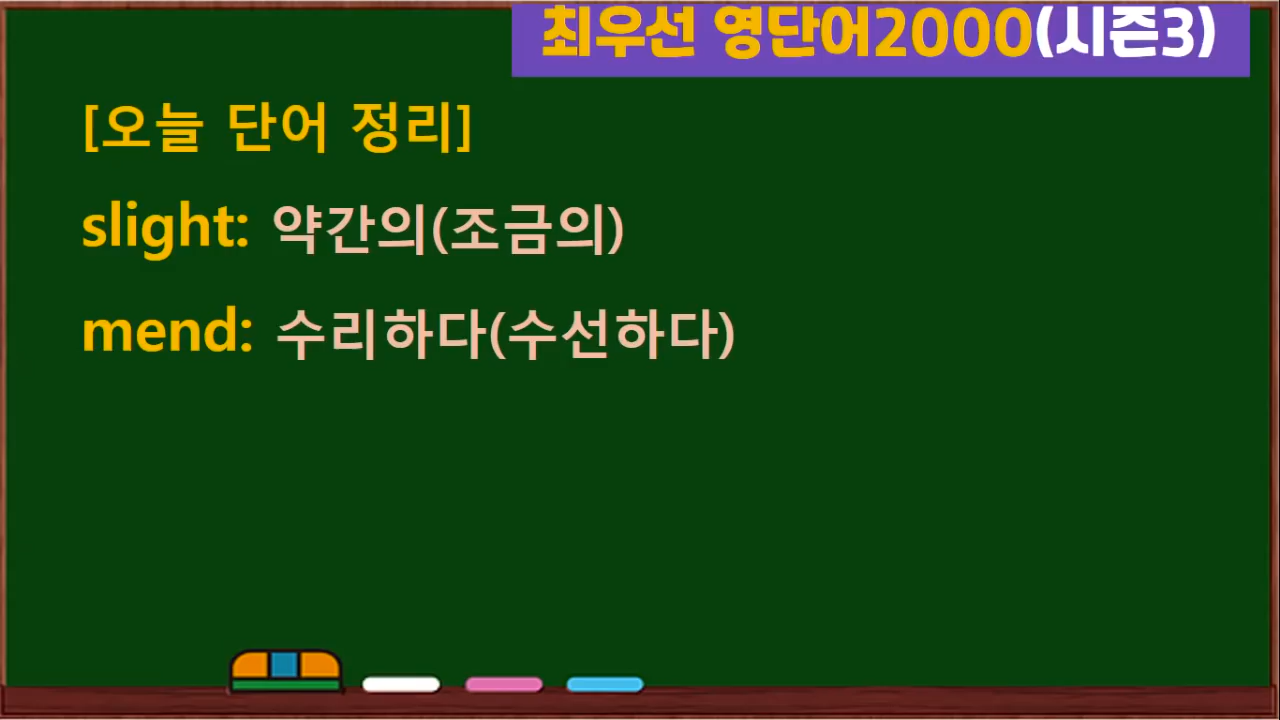 최우선 영단어2000(시즌3)
[오늘 단어 정리]
slight: 약간의(조금의)
mend: 수리하다(수선하다)